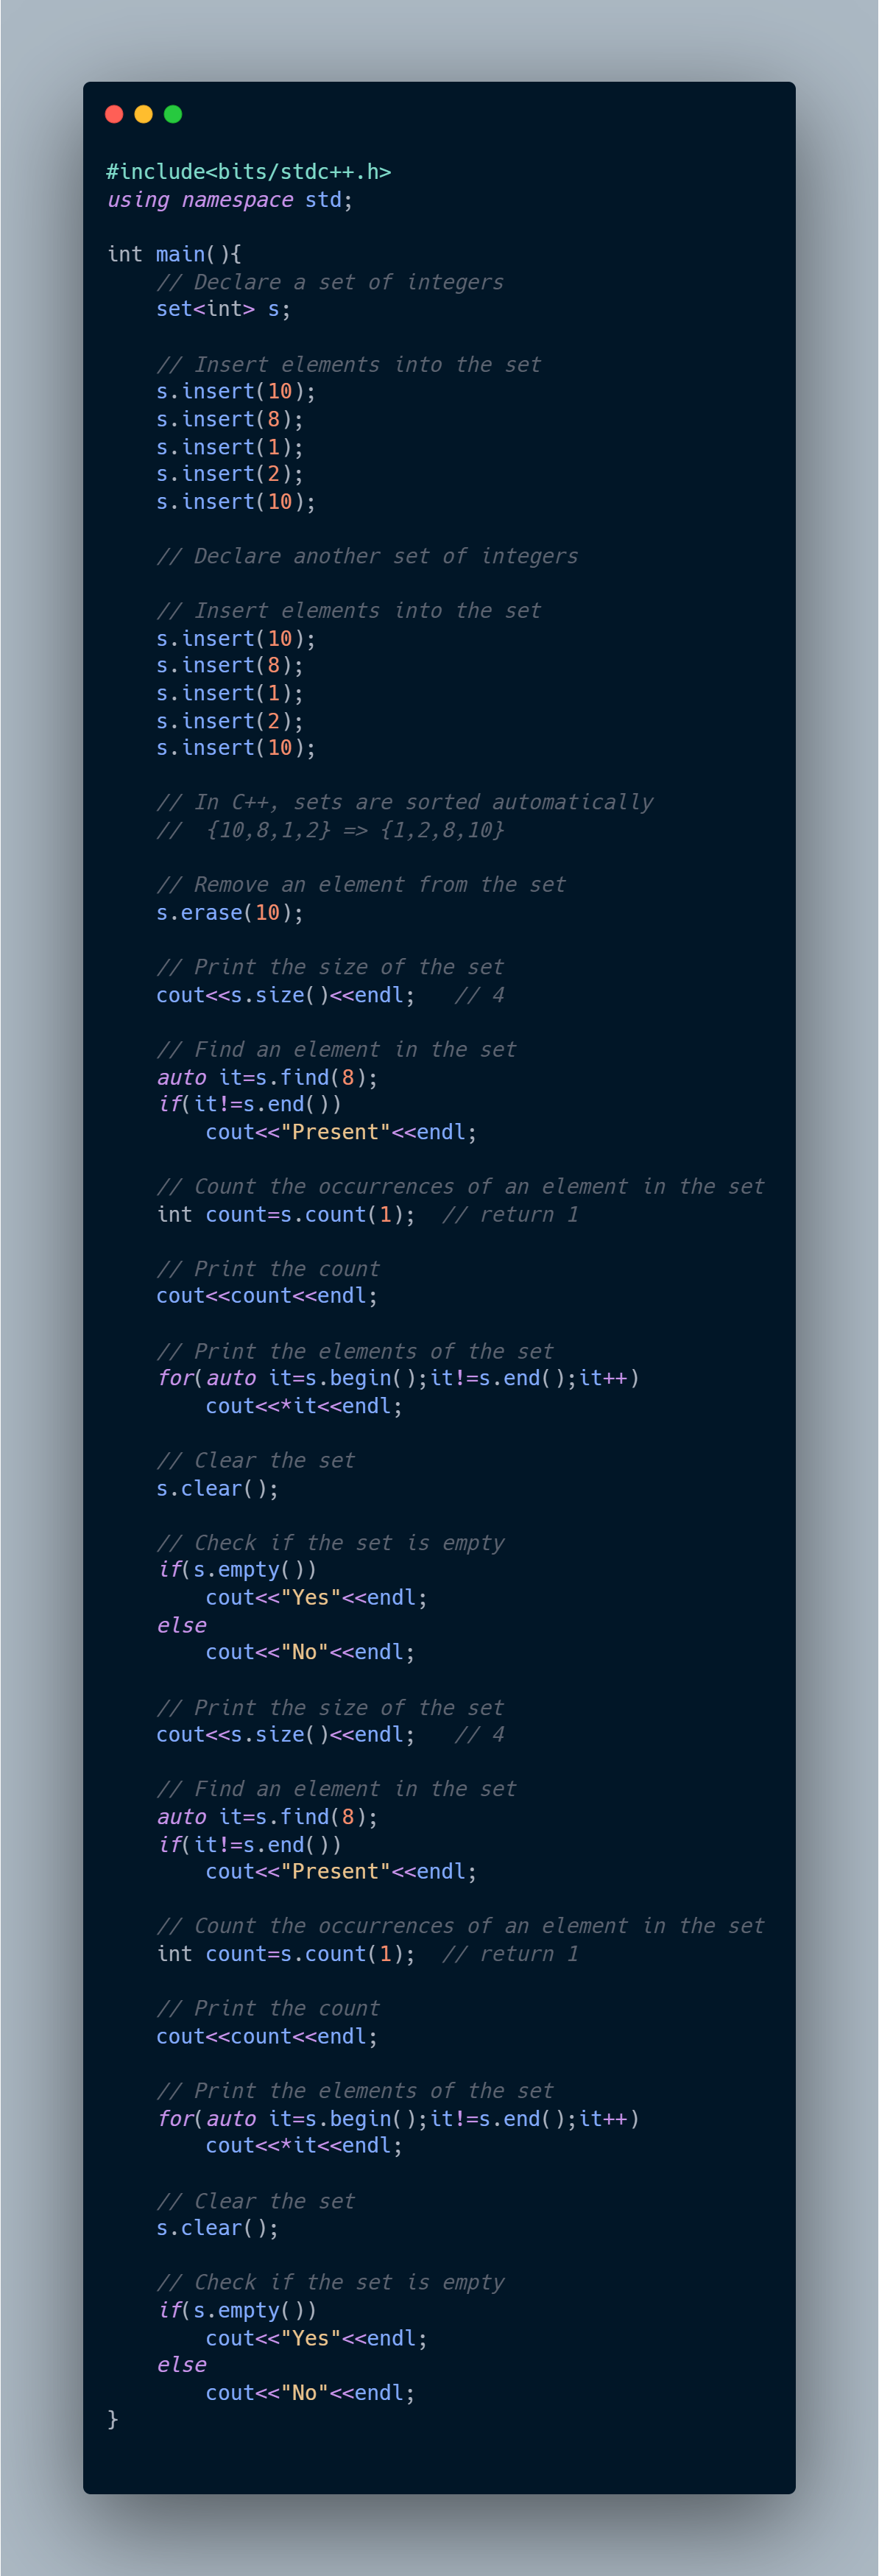 #include<bits/stdc++.h>
using namespace std;

int main(){
    // Declare a set of integers
    set<int> s;

    // Insert elements into the set
    s.insert(10);
    s.insert(8);
    s.insert(1);
    s.insert(2);
    s.insert(10);

    // Declare another set of integers

    // Insert elements into the set
    s.insert(10);
    s.insert(8);
    s.insert(1);
    s.insert(2);
    s.insert(10);

    // In C++, sets are sorted automatically
    //  {10,8,1,2} => {1,2,8,10}

    // Remove an element from the set
    s.erase(10);

    // Print the size of the set
    cout<<s.size()<<endl;   // 4

    // Find an element in the set
    auto it=s.find(8);
    if(it!=s.end())
        cout<<"Present"<<endl;

    // Count the occurrences of an element in the set
    int count=s.count(1);  // return 1

    // Print the count
    cout<<count<<endl;

    // Print the elements of the set
    for(auto it=s.begin();it!=s.end();it++)
        cout<<*it<<endl;

    // Clear the set
    s.clear();

    // Check if the set is empty
    if(s.empty())
        cout<<"Yes"<<endl;
    else
        cout<<"No"<<endl;

    // Print the size of the set
    cout<<s.size()<<endl;   // 4

    // Find an element in the set
    auto it=s.find(8);
    if(it!=s.end())
        cout<<"Present"<<endl;

    // Count the occurrences of an element in the set
    int count=s.count(1);  // return 1

    // Print the count
    cout<<count<<endl;

    // Print the elements of the set
    for(auto it=s.begin();it!=s.end();it++)
        cout<<*it<<endl;

    // Clear the set
    s.clear();

    // Check if the set is empty
    if(s.empty())
        cout<<"Yes"<<endl;
    else
        cout<<"No"<<endl;
}